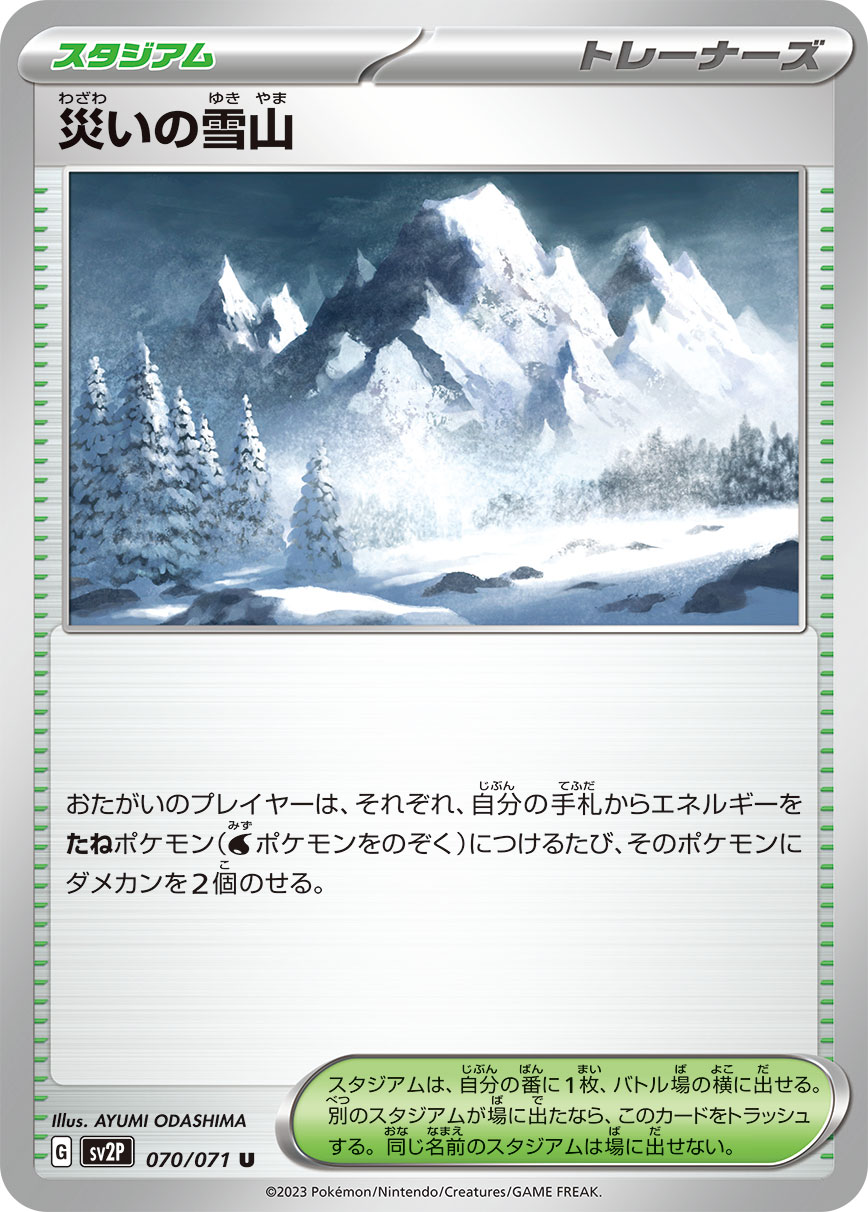 スタジアム
トレーナーズ
わざわ ゆき やま
災いの雪山
じぶん てふだ
おたがいのプレイヤーは、それぞれ、自分の手札からエネルギーを
みず
たねポケモン(ポケモンをのぞく)につけるたび、そのポケモンに
こ
ダメカンを2個のせる。
じぶん ばん まい ば よこ だ
スタジアムは、自分の番に1枚、バトル場の横に出せる。
べつ ば で
別のスタジアムが場に出たなら、このカードをトラッシュ
おな なまえ ば だ
する。同じ名前のスタジアムは場に出せない。
Illus. AYUMI ODASHIMA
G sv2P 070/071 U
©2023 Pokémon/Nintendo/Creatures/GAME FREAK.